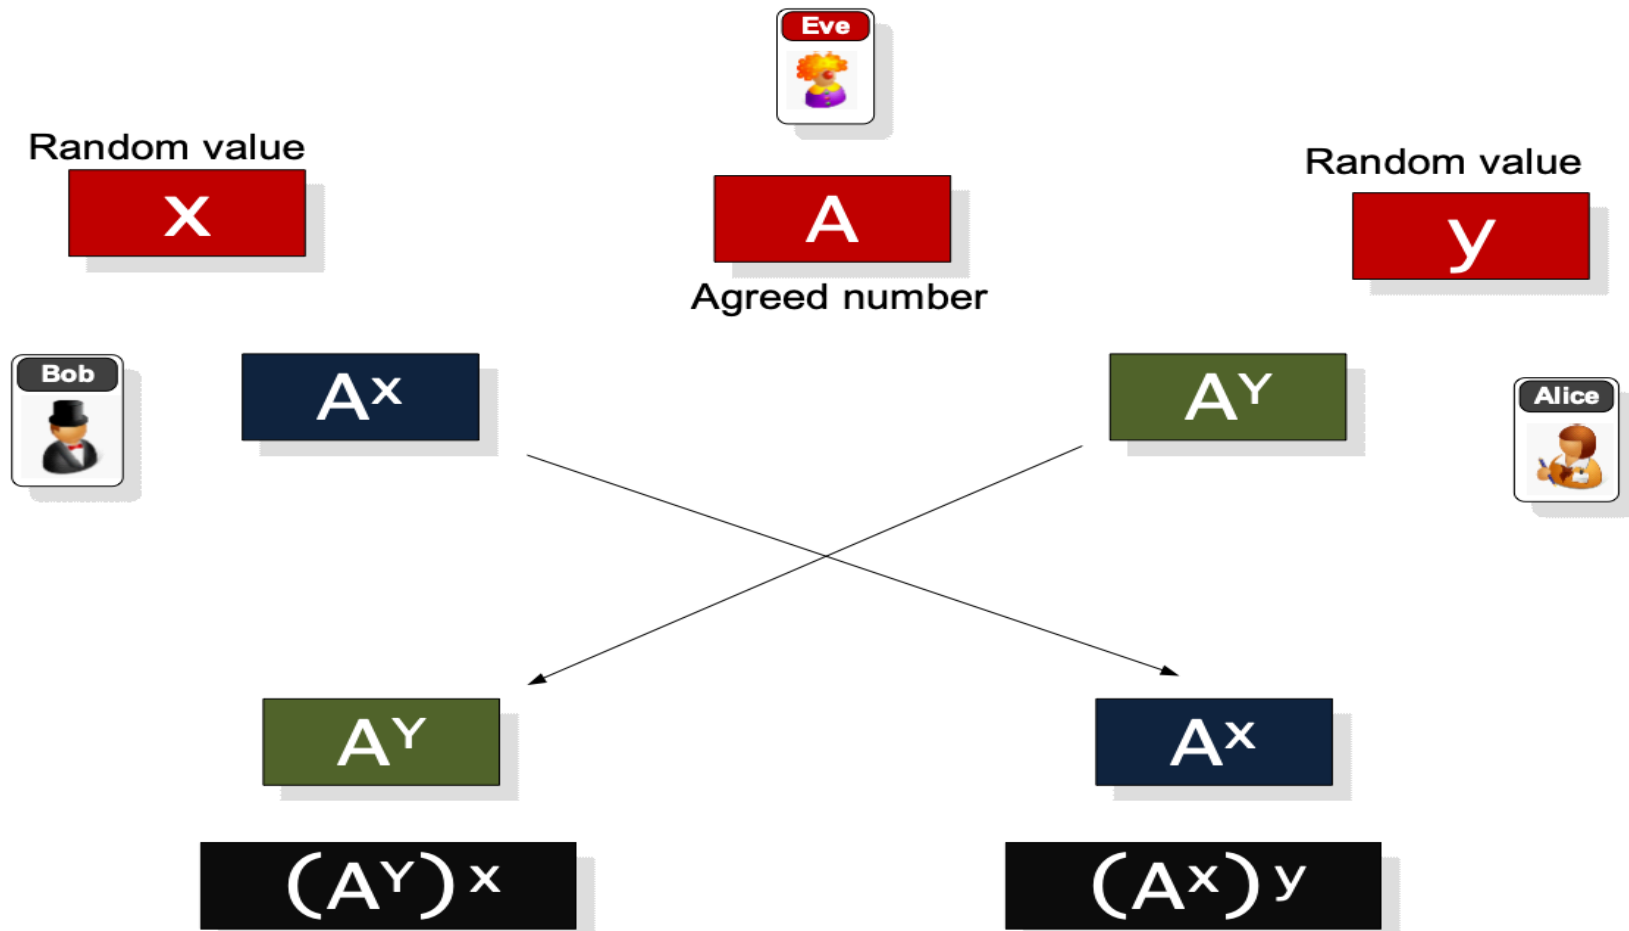 Eve
Random value
x
A
Agreed number
Random value
y
Bob
Aˣ
Aʸ
Alice
Aʸ
Aˣ
(Aʸ)ˣ
(Aˣ)ʸ